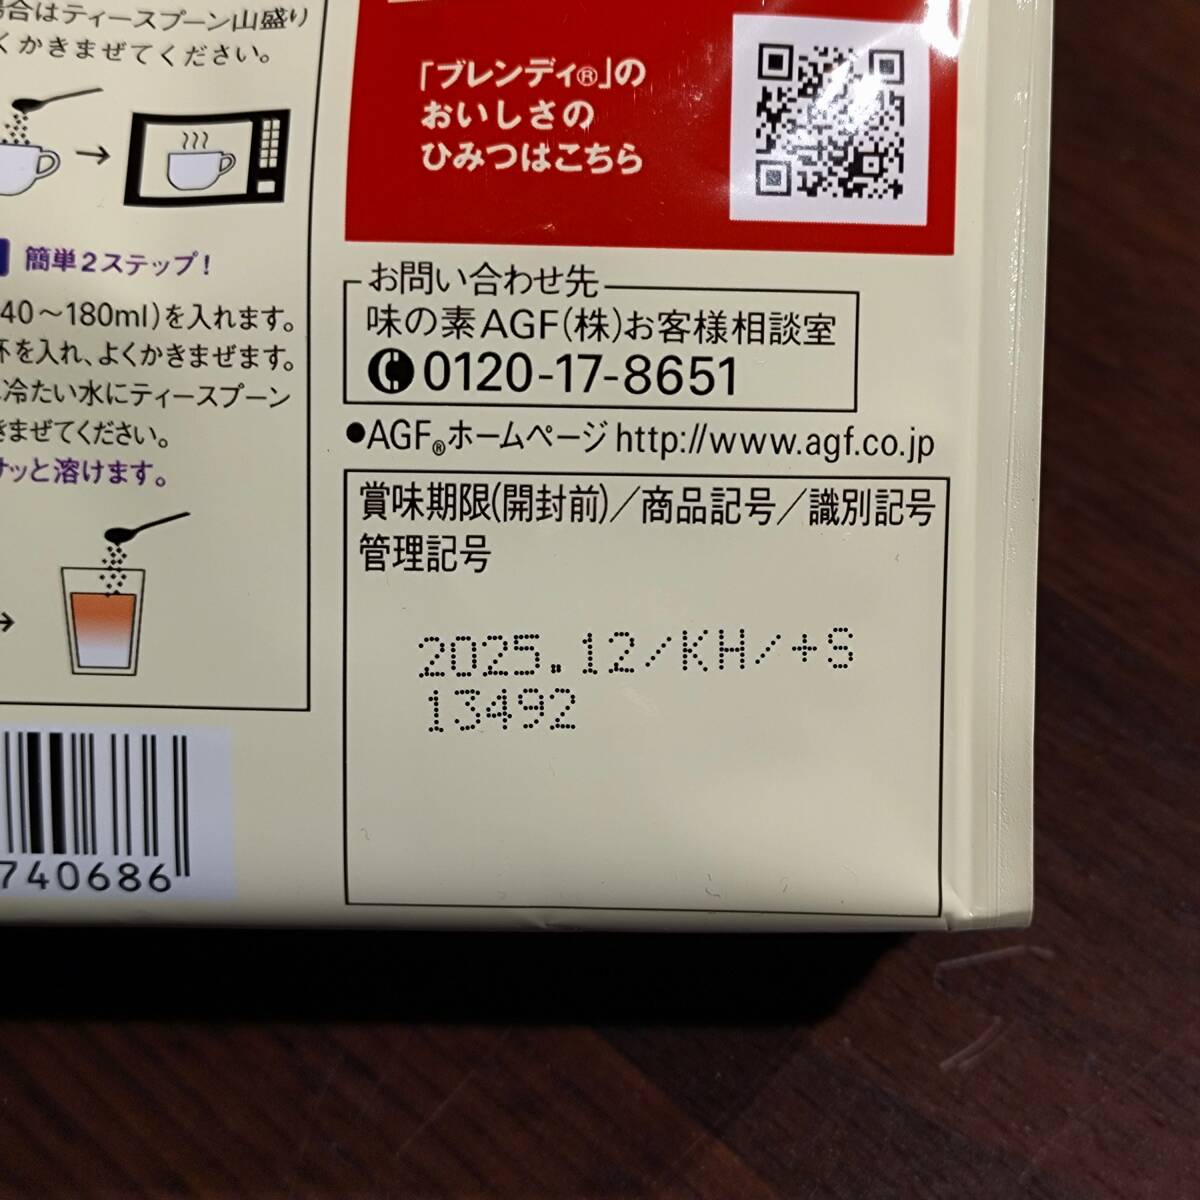 場合はティースプーン山盛り
くかきまぜてください。
簡単2ステップ!
40～180ml)を入れます。
杯を入れ、よくかきまぜます。
冷たい水にティースプーン
きまぜてください。
サッと溶けます。
740686
「ブレンディ®」の
おいしさの
ひみつはこちら
お問い合わせ先
味の素AGF(株)お客様相談室
0120-17-8651
●AGF®ホームページhttp://www.agf.co.jp
賞味期限(開封前)/商品記号/識別記号
管理記号
2025.12/KH/+S
13492